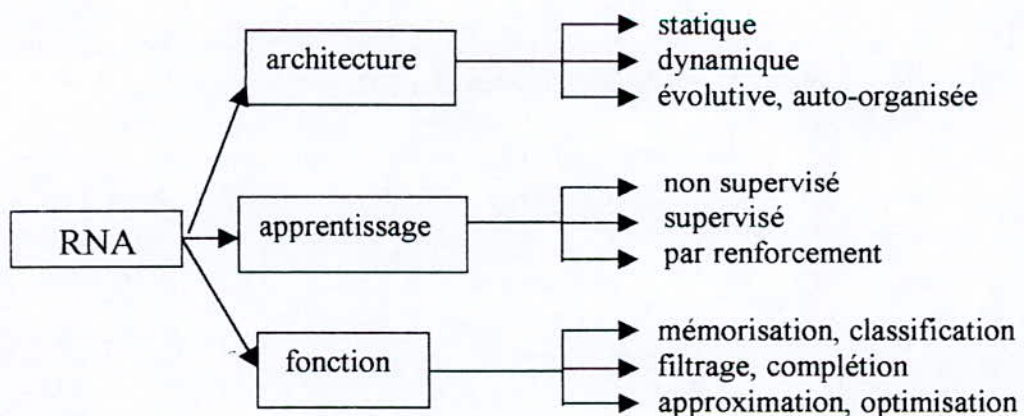 architecture
statique
dynamique
évolutive, auto-organisée
RNA
apprentissage
non supervisé
supervisé
par renforcement
fonction
mémorisation, classification
filtrage, complétion
approximation, optimisation